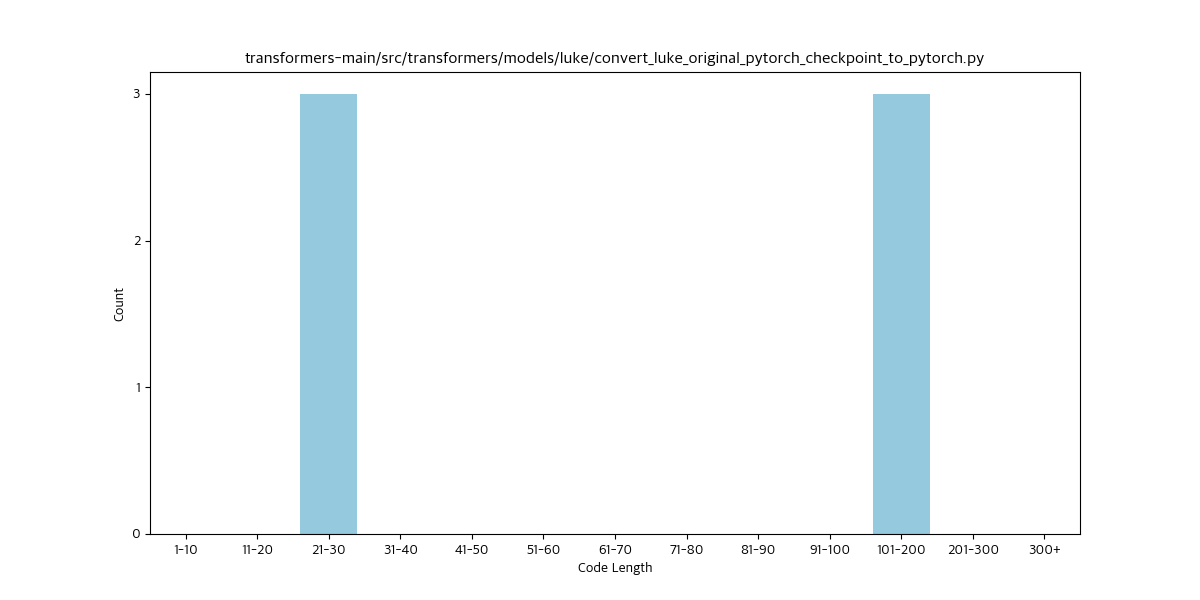 transformers-main/src/transformers/models/luke/convert_luke_original_pytorch_checkpoint_to_pytorch.py
3
2
1
0
Count
1-10 11-20 21-30 31-40 41-50 51-60 61-70 71-80 81-90 91-100 101-200 201-300 300+
Code Length